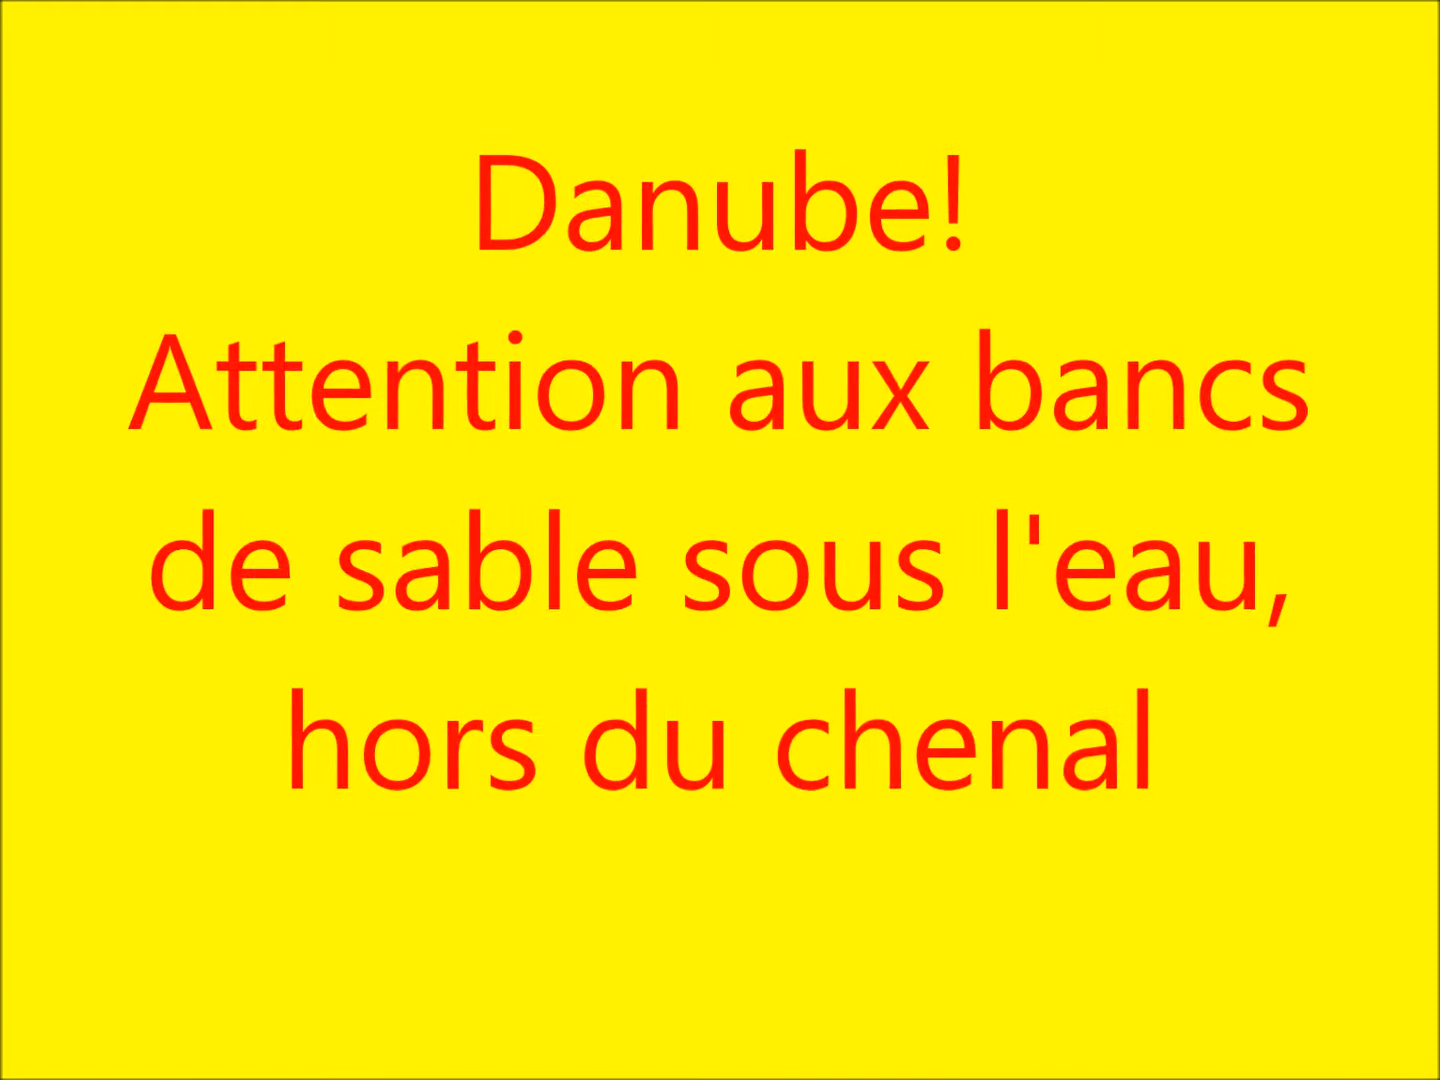 Danube!
Attention aux bancs
de sable sous l'eau,
hors du chenal